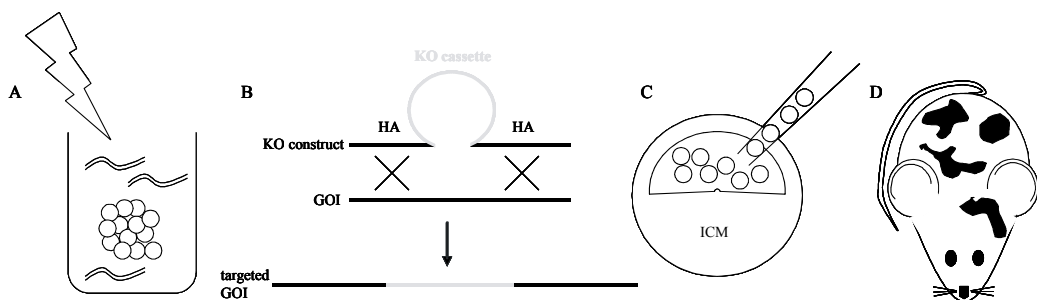 A
B
KO cassette
HA
HA
KO construct
GOI
targeted
GOI
C
ICM
D